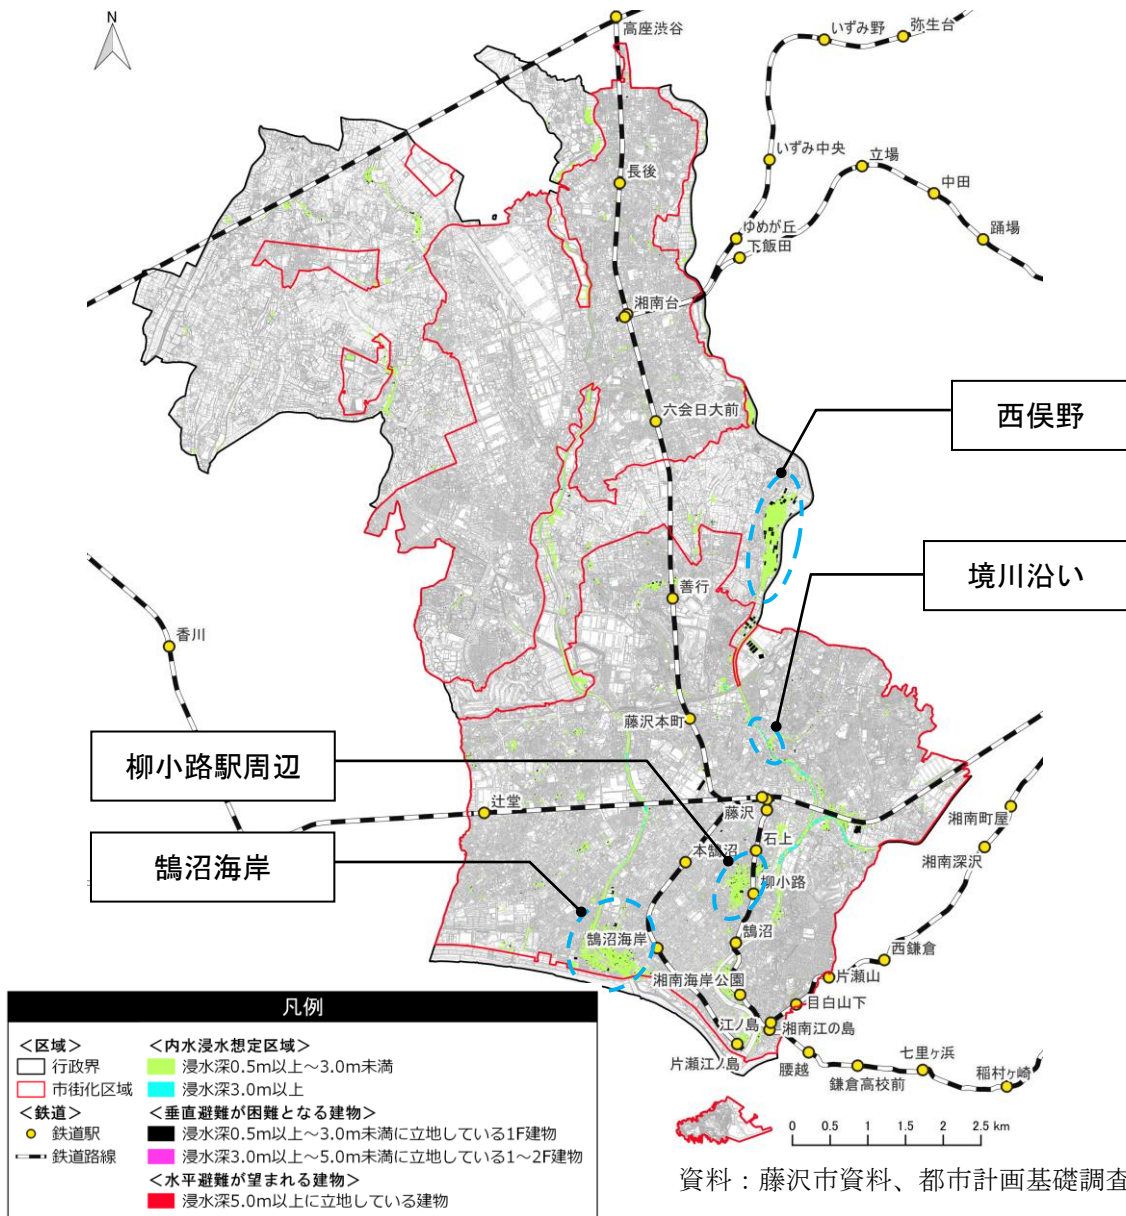 N
高座渋谷
いずみ野
弥生台
いずみ中央
立場
中田
踊場
長後
ゆめが丘
下飯田
湘南台
六会日大前
西俣野
境川沿い
善行
香川
藤沢本町
柳小路駅周辺
辻堂
藤沢
石上
湘南町屋
湘南深沢
鵠沼海岸
本鵠沼
柳小路
鵠沼海岸
鵠沼
西鎌倉
湘南海岸公園
片瀬山
目白山下
江ノ島
湘南江の島
片瀬江ノ島
腰越
鎌倉高校前
七里ヶ浜
稲村ヶ崎
凡例
＜区域＞
行政界
市街化区域
＜鉄道＞
鉄道駅
鉄道路線
＜内水浸水想定区域＞
浸水深0.5m以上～3.0m未満
浸水深3.0m以上
＜垂直避難が困難となる建物＞
浸水深0.5m以上～3.0m未満に立地している1F建物
浸水深3.0m以上～5.0m未満に立地している1～2F建物
＜水平避難が望まれる建物＞
浸水深5.0m以上に立地している建物
0 0.5 1 1.5 2 2.5 km
資料：藤沢市資料、都市計画基礎調査